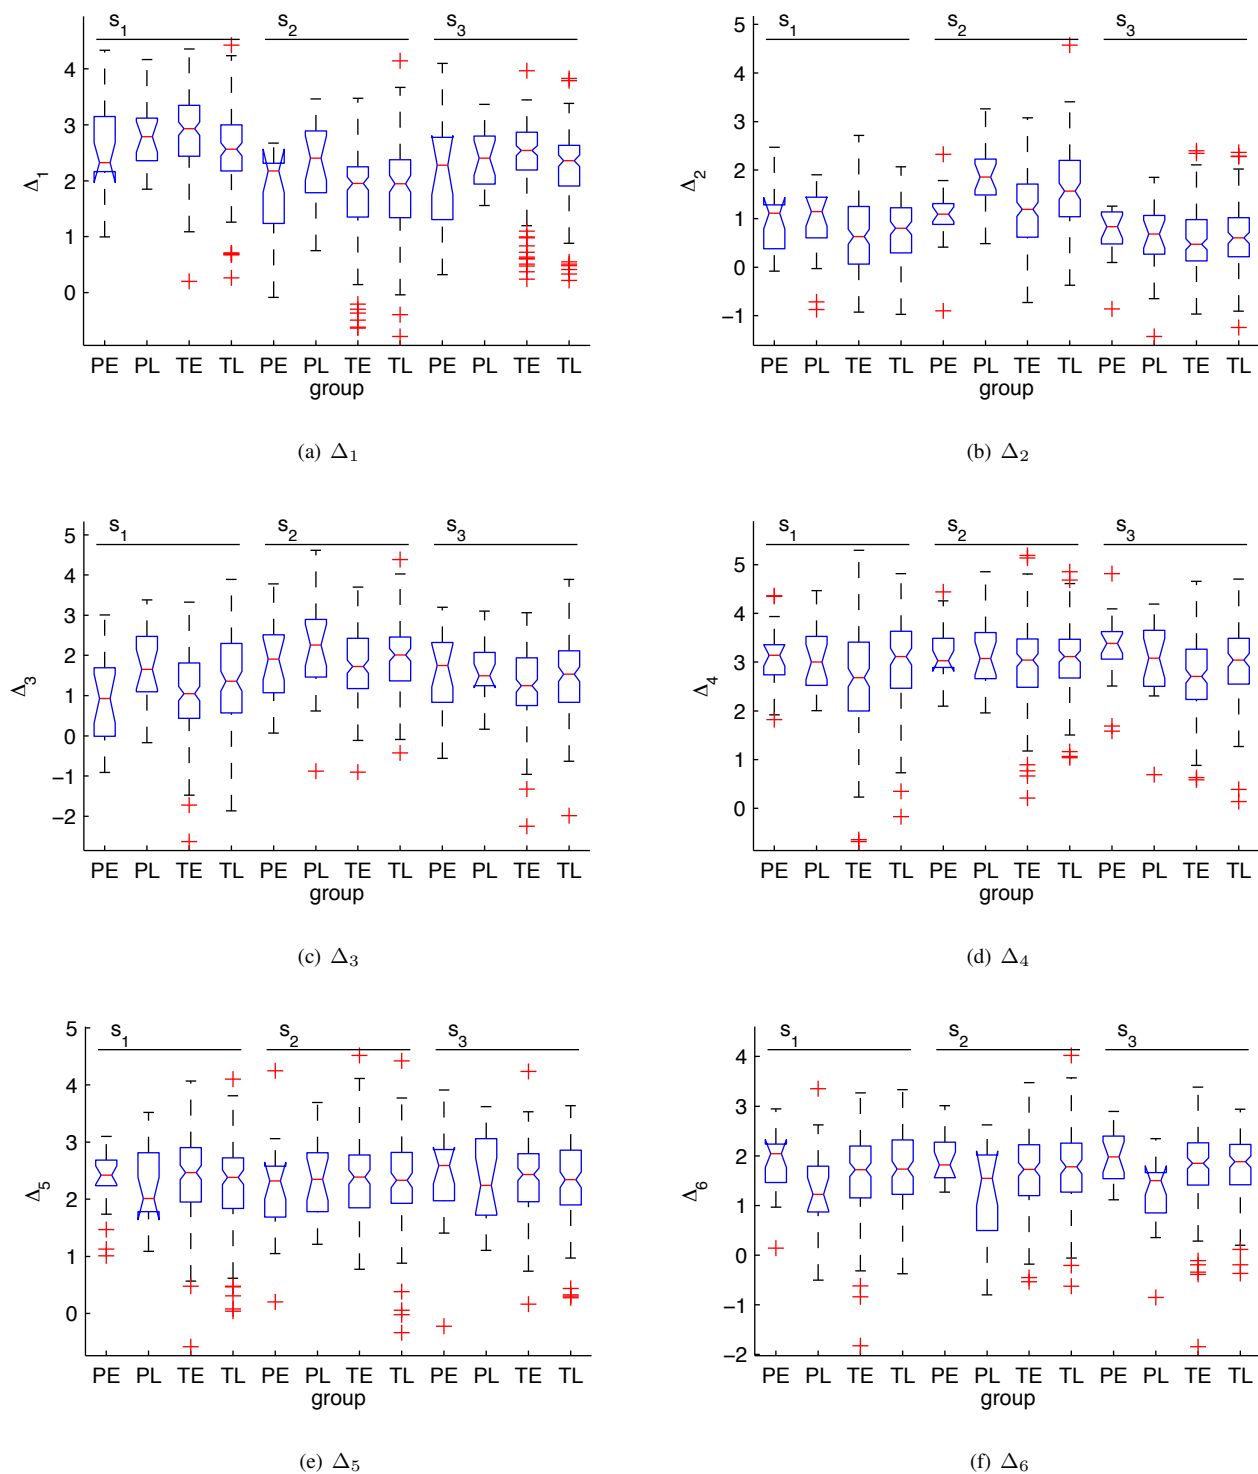 s1 s2 s3
4
3
2
1
0
Δ1
PE PL TE TL PE PL TE TL PE PL TE TL
group
(a) Δ1
s1 s2 s3
5
4
3
2
1
0
−1
Δ2
PE PL TE TL PE PL TE TL PE PL TE TL
group
(b) Δ2
s1 s2 s3
5
4
3
2
1
0
−1
−2
Δ3
PE PL TE TL PE PL TE TL PE PL TE TL
group
(c) Δ3
s1 s2 s3
5
4
3
2
1
0
Δ4
PE PL TE TL PE PL TE TL PE PL TE TL
group
(d) Δ4
s1 s2 s3
5
4
3
2
1
0
Δ5
PE PL TE TL PE PL TE TL PE PL TE TL
group
(e) Δ5
s1 s2 s3
4
3
2
1
0
−1
−2
Δ6
PE PL TE TL PE PL TE TL PE PL TE TL
group
(f) Δ6